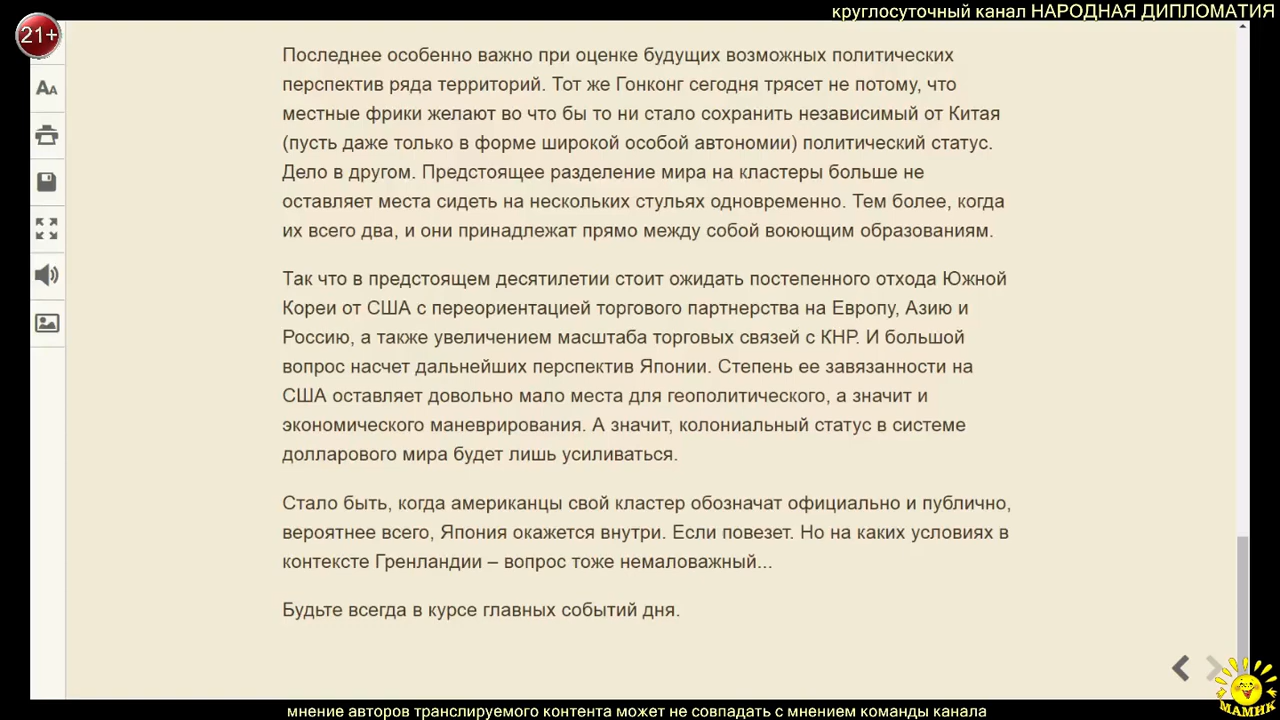 круглосуточный канал НАРОДНАЯ ДИПЛОМАТИЯ
21+
Последнее особенно важно при оценке будущих возможных политических
перспектив ряда территорий. Тот же Гонконг сегодня трясет не потому, что
местные фрики желают во что бы то ни стало сохранить независимый от Китая
(пусть даже только в форме широкой особой автономии) политический статус.
Дело в другом. Предстоящее разделение мира на кластеры больше не
оставляет места сидеть на нескольких стульях одновременно. Тем более, когда
их всего два, и они принадлежат прямо между собой воюющим образованиям.
Так что в предстоящем десятилетии стоит ожидать постепенного отхода Южной
Кореи от США с переориентацией торгового партнерства на Европу, Азию и
Россию, а также увеличением масштаба торговых связей с КНР. И большой
вопрос насчет дальнейших перспектив Японии. Степень ее завязанности на
США оставляет довольно мало места для геополитического, а значит и
экономического маневрирования. А значит, колониальный статус в системе
долларового мира будет лишь усиливаться.
Стало быть, когда американцы свой кластер обозначат официально и публично,
вероятнее всего, Япония окажется внутри. Если повезет. Но на каких условиях в
контексте Гренландии – вопрос тоже немаловажный...
Будьте всегда в курсе главных событий дня.
МАМИК
мнение авторов транслируемого контента может не совпадать с мнением команды канала